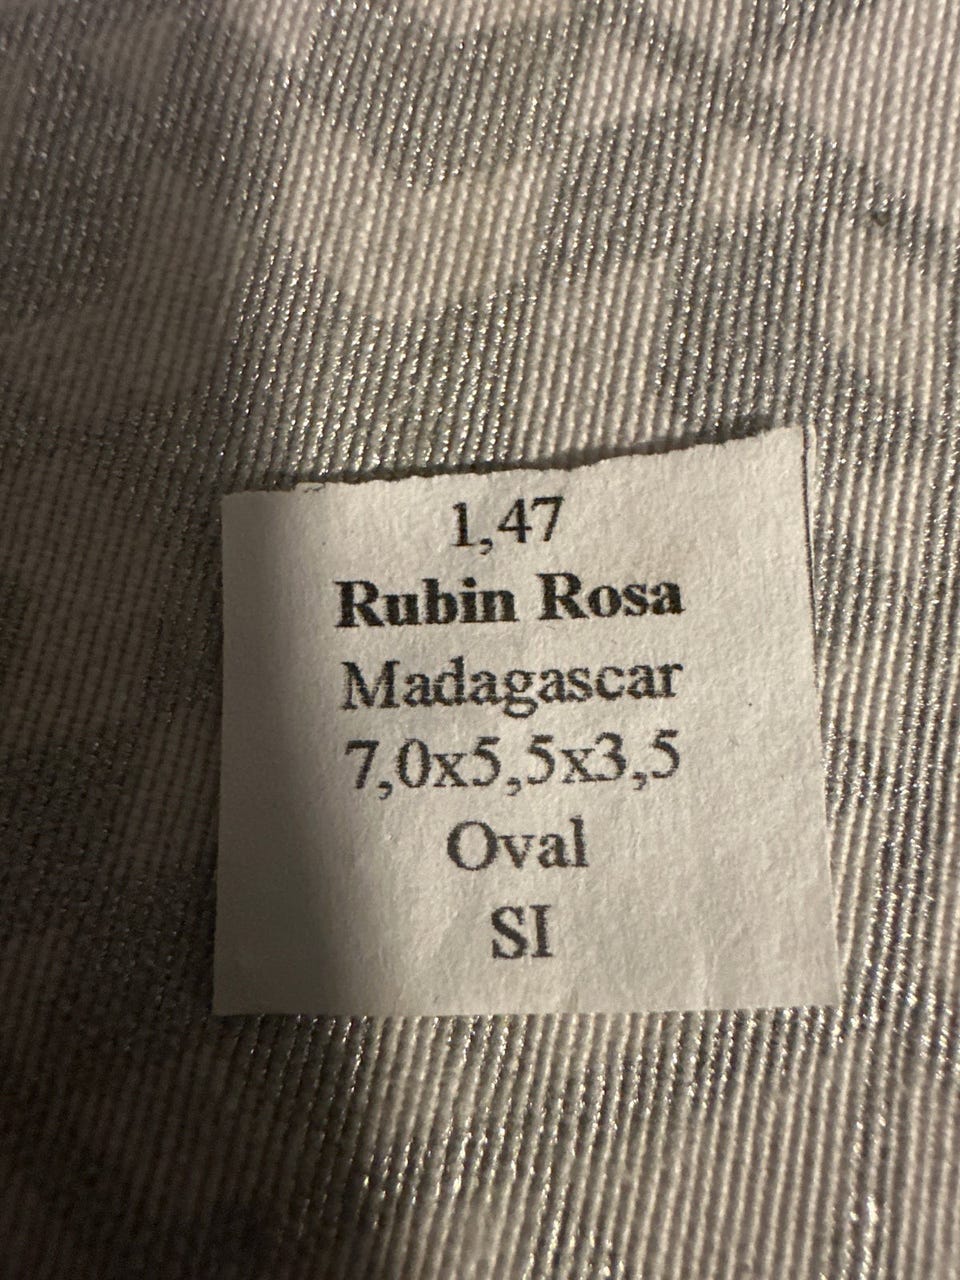 1,47
Rubin Rosa
Madagascar
7,0x5,5x3,5
Oval
SI